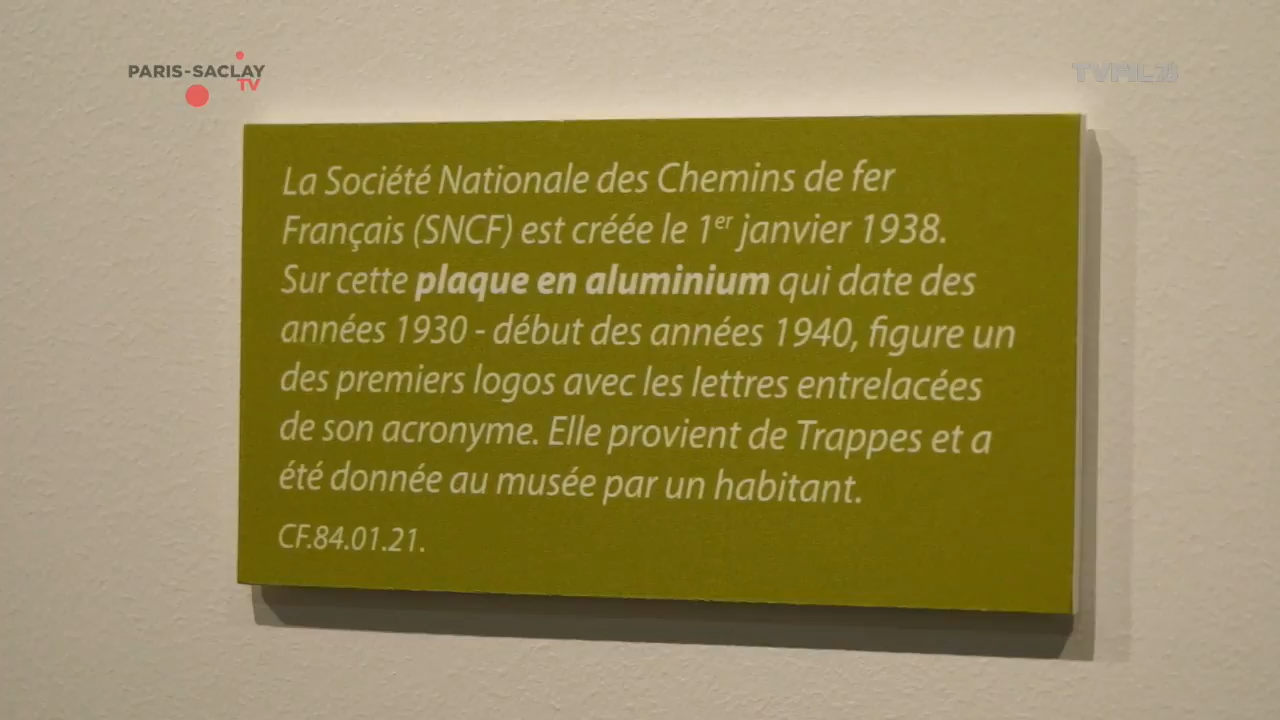 PARIS-SACLAY
TV
TVFIL78
La Société Nationale des Chemins de fer
Français (SNCF) est créée le 1er janvier 1938.
Sur cette plaque en aluminium qui date des
années 1930 - début des années 1940, figure un
des premiers logos avec les lettres entrelacées
de son acronyme. Elle provient de Trappes et a
été donnée au musée par un habitant.
CF.84.01.21.